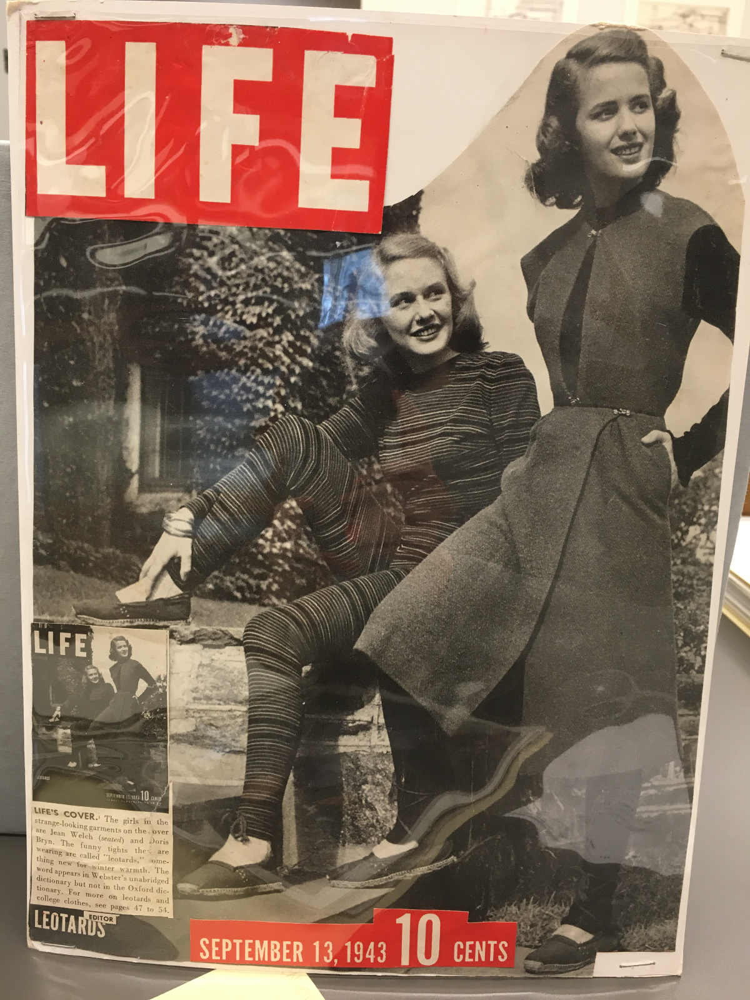 LIFE
LIFE
LEOTARDS
SEPTEMBER 13, 1943 10 CENTS
LIFE'S COVER. The girls in the
strange-looking garments on the cover
are Jean Welch (seated) and Doris
Bryn. The funny tights they are
wearing are called "leotards," some-
thing new for winter warmth. The
word appears in Webster's unabridged
dictionary but not in the Oxford dic-
tionary. For more on leotards and
college clothes, see pages 47 to 54.
EDITOR
LEOTARDS
SEPTEMBER 13, 1943 10 CENTS